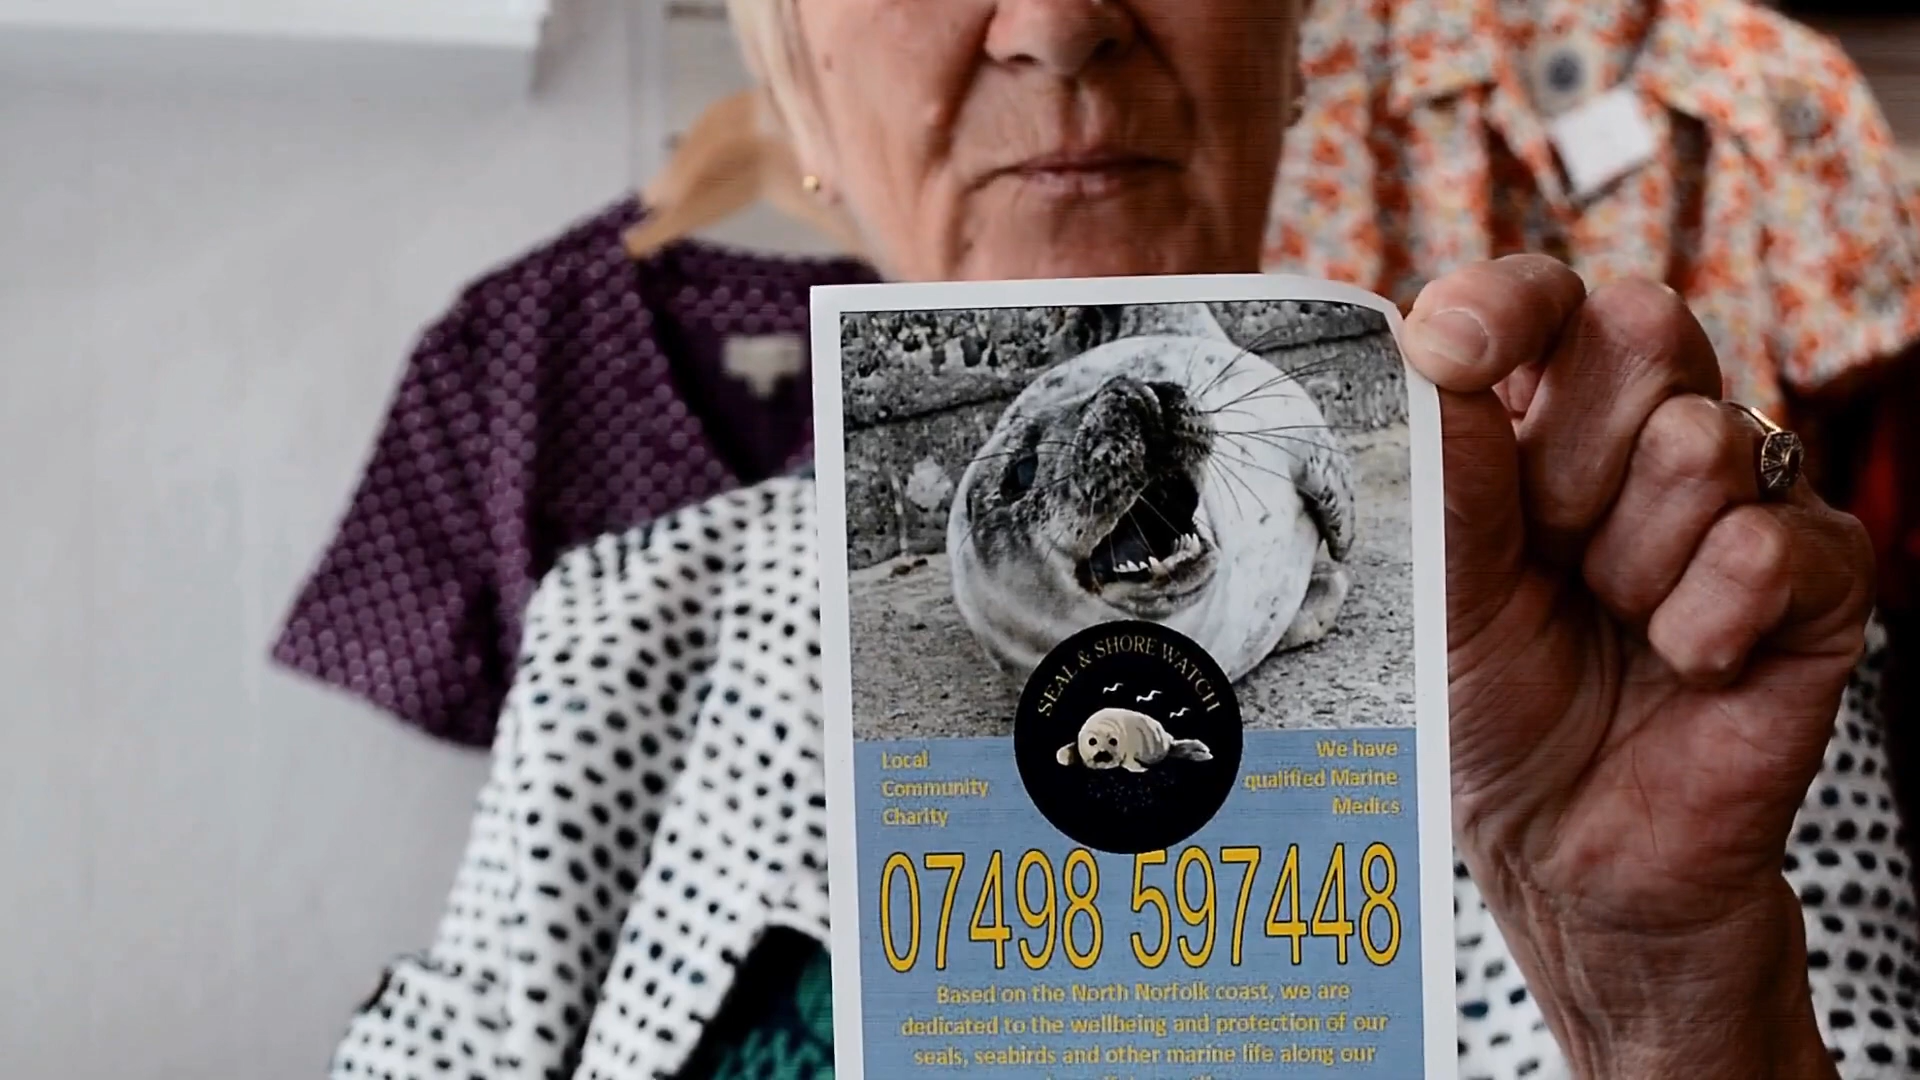 SEAL & SHORE WATCH
Local
Community
Charity
We have
qualified Marine
Medics
07498 597448
Based on the North Norfolk coast, we are
dedicated to the wellbeing and protection of our
seals, seabirds and other marine life along our